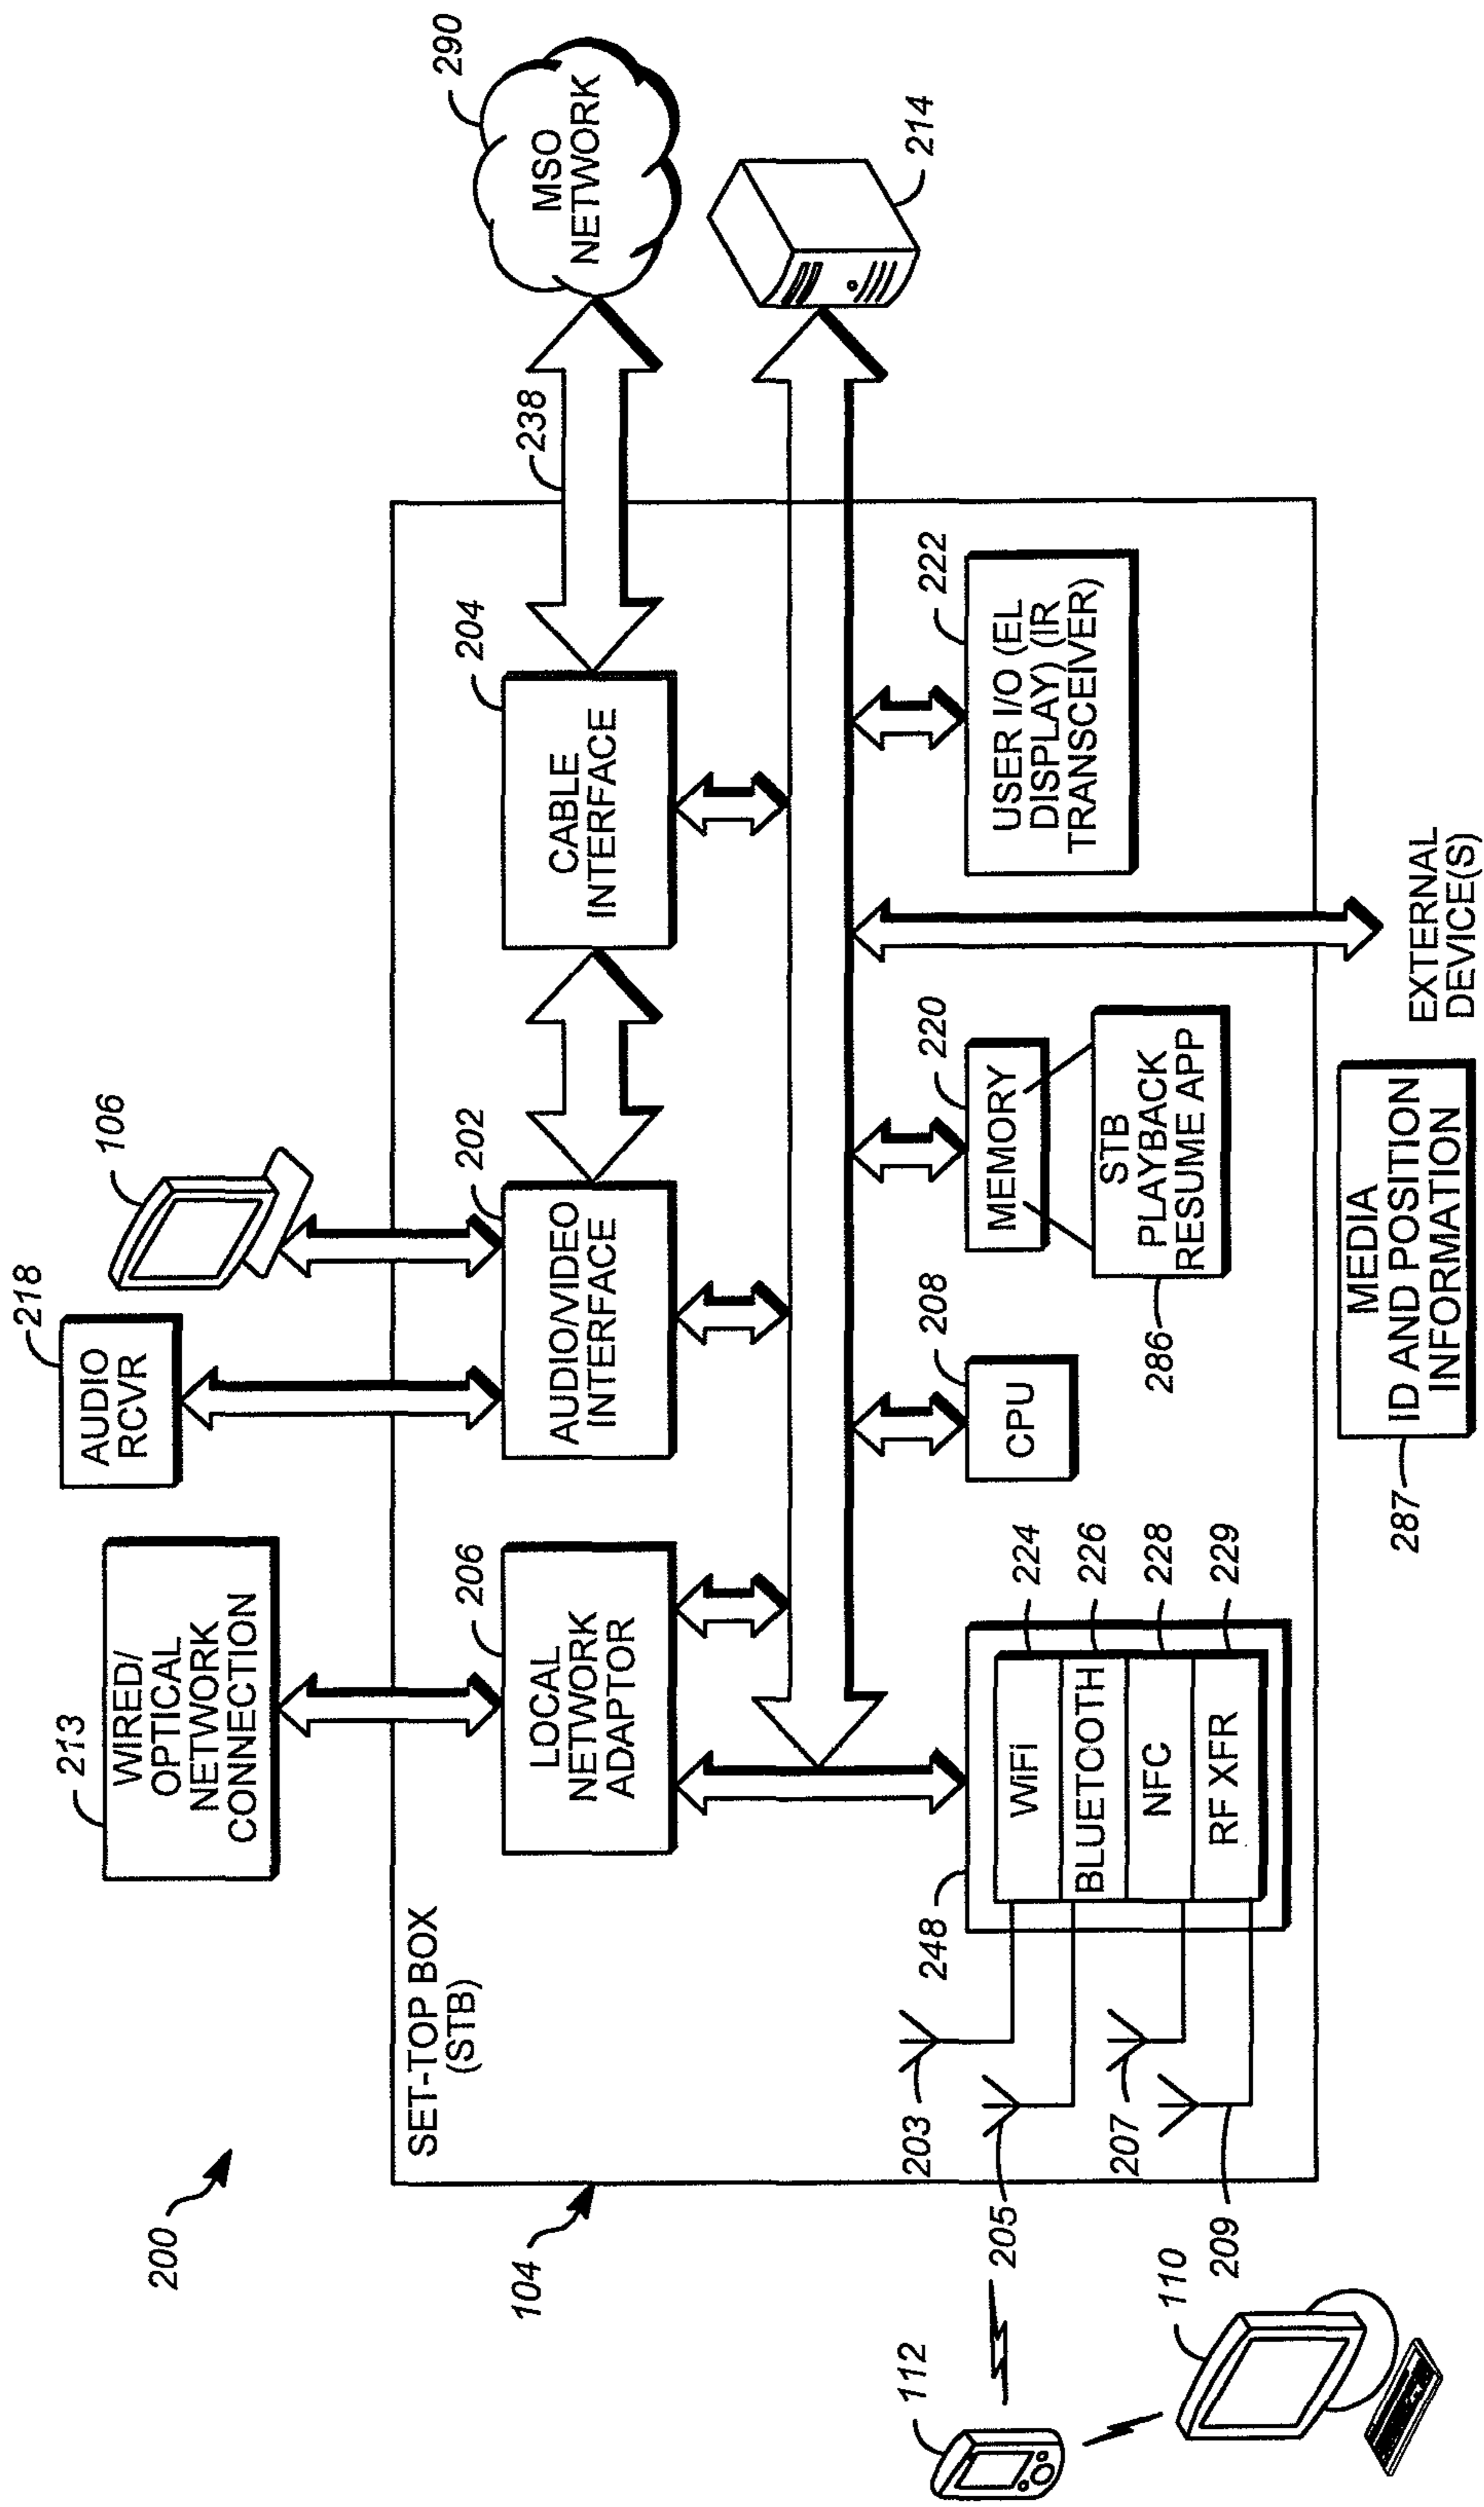 200
213
WIRED/
OPTICAL
NETWORK
CONNECTION
218
AUDIO
RCVR
106
290
MSO
NETWORK
104
SET-TOP BOX
(STB)
206
LOCAL
NETWORK
ADAPTOR
202
AUDIO/VIDEO
INTERFACE
204
CABLE
INTERFACE
238
214
112
203
205
207
209
110
248
WiFi
224
BLUETOOTH
226
NFC
228
RF XFR
229
208
CPU
220
MEMORY
286
STB
PLAYBACK
RESUME APP
222
USER I/O (EL
DISPLAY) (IR
TRANSCEIVER)
287
MEDIA
ID AND POSITION
INFORMATION
EXTERNAL
DEVICE(S)